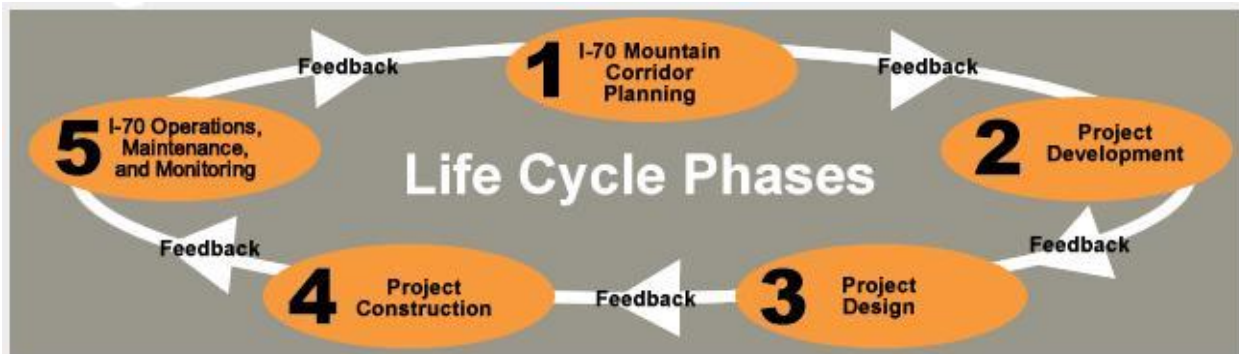 Feedback
1
I-70 Mountain
Corridor
Planning
Feedback
5
I-70 Operations,
Maintenance,
and Monitoring
2
Project
Development
Life Cycle Phases
Feedback
4
Project
Construction
Feedback
3
Project
Design
Feedback